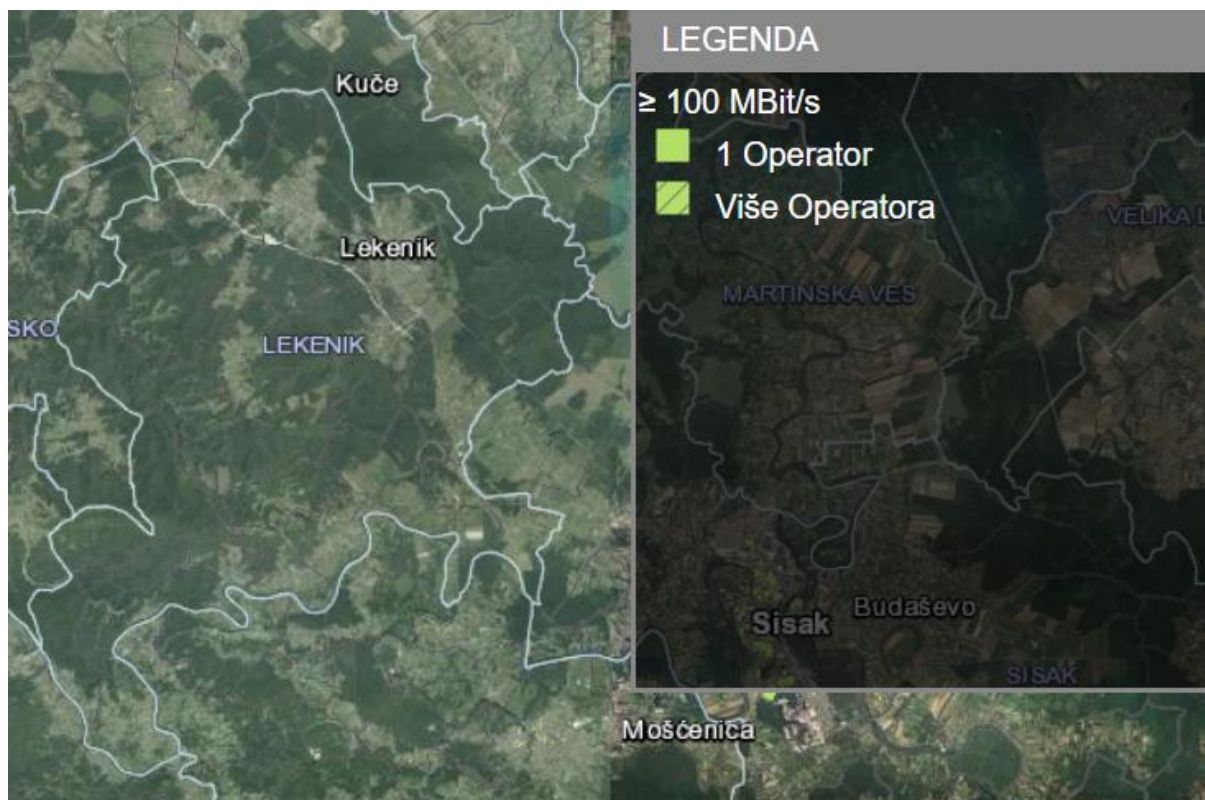 LEGENDA
≥ 100 MBit/s
1 Operator
Više Operatora
Kuče
Lekenik
SKO
LEKENIK
VELIKA L
MARTINSKA VES
Sisak
Budaševo
SISAK
Mošćenica